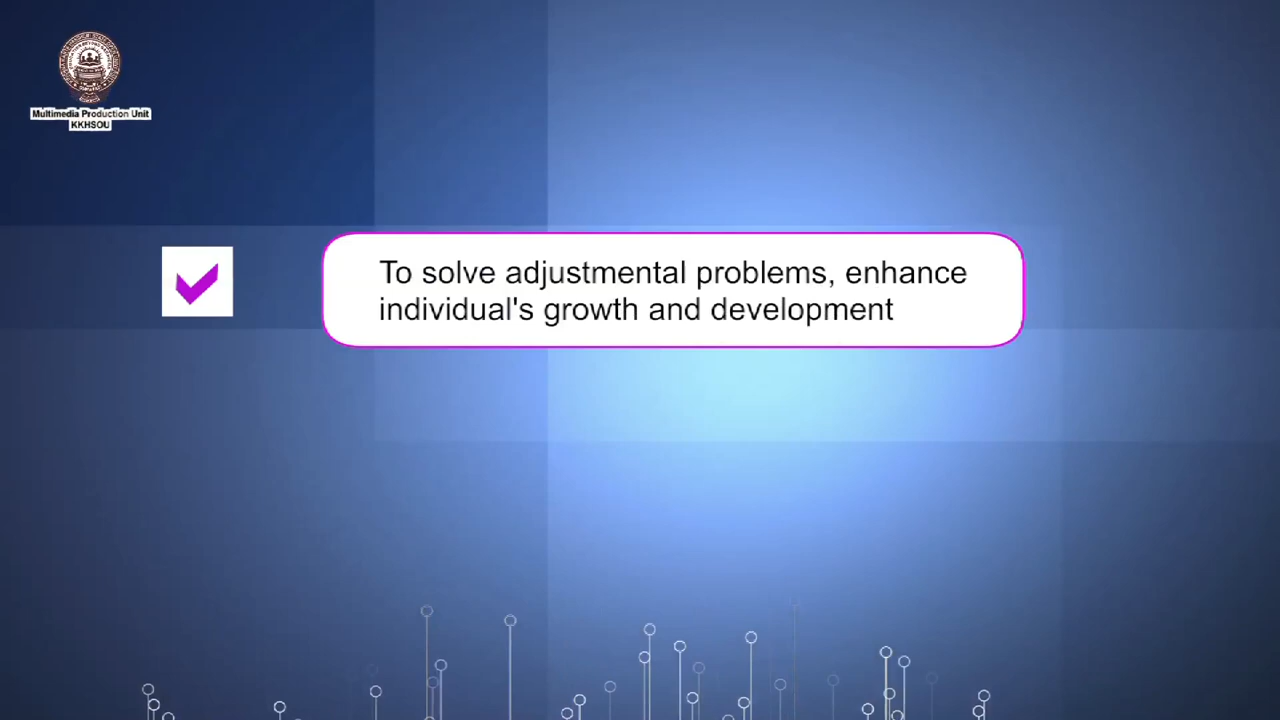 Multimedia Production Unit
KKHSOU
To solve adjustmental problems, enhance
individual's growth and development